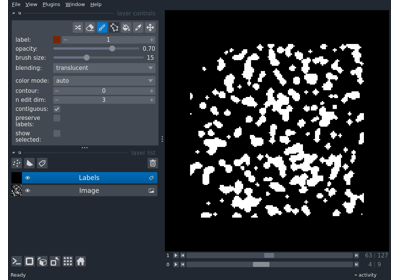 File View Plugins Window Help
layer controls
label: 1
opacity: 0.70
brush size: 15
blending: translucent
color mode: auto
contour: 0
n edit dim: 3
contiguous:
preserve
labels:
show
selected:
layer list
Labels
Image
1 63 127
0 4 9
Ready activity